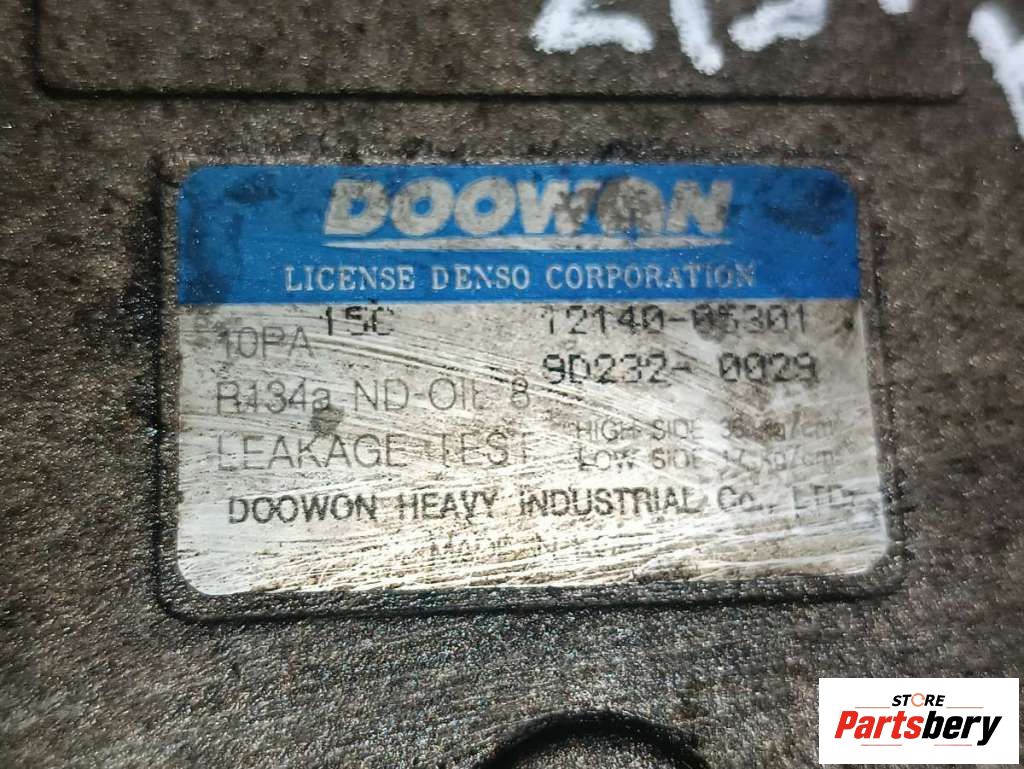 DOOWON
LICENSE DENSO CORPORATION
10PA 15C 12140-05301
9D232- 0029
R134a ND-OIL 8
LEAKAGE TEST HIGH SIDE
LOW SIDE
DOOWON HEAVY INDUSTRIAL CO., LTD.
STORE
Partsbery